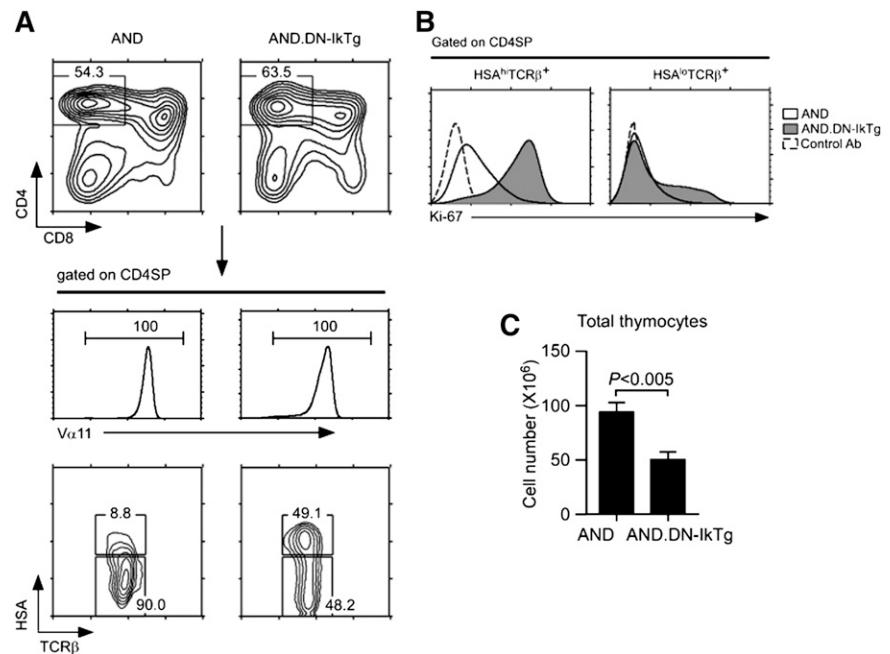 A
AND
AND.DN-IkTg
54.3
63.5
CD4
CD8
gated on CD4SP
100
100
Vα11
8.8
49.1
90.0
48.2
HSA
TCRβ
B
Gated on CD4SP
HSAhiTCRβ+
HSAloTCRβ+
AND
AND.DN-IkTg
Control Ab
Ki-67
C
Total thymocytes
Cell number (X10⁶)
150
100
50
0
P<0.005
AND
AND.DN-IkTg